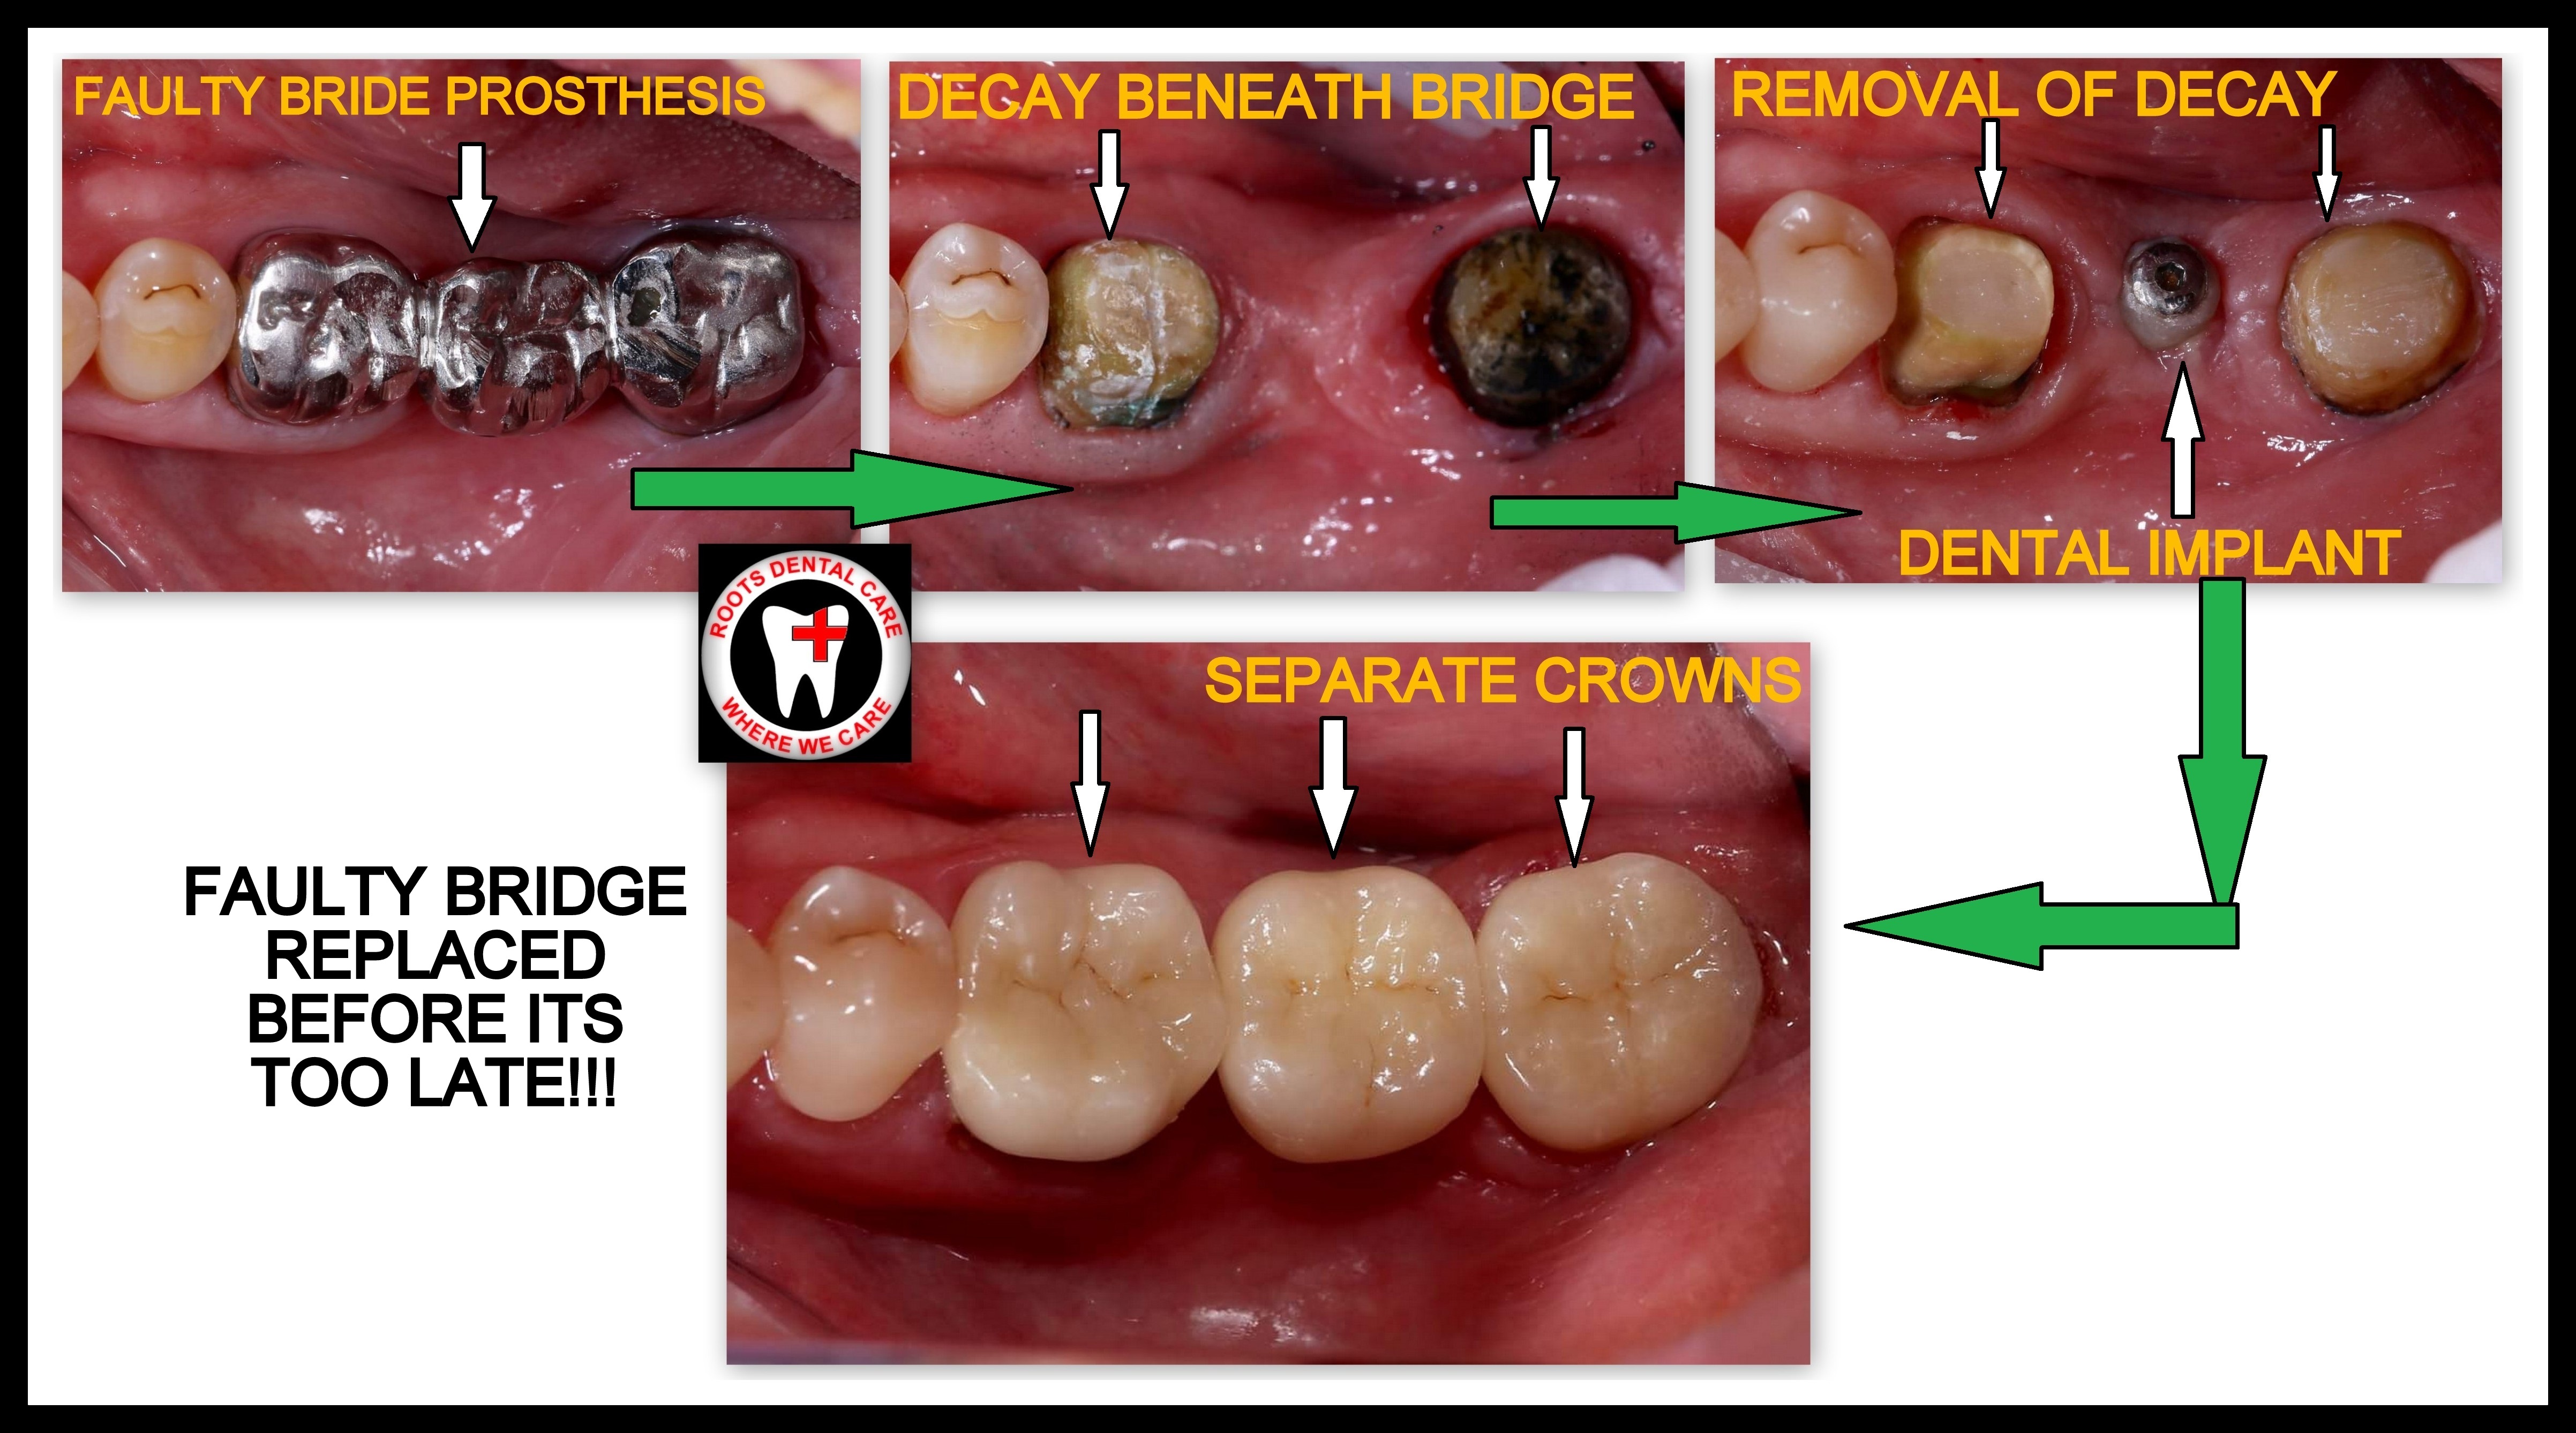 FAULTY BRIDE PROSTHESIS
DECAY BENEATH BRIDGE
REMOVAL OF DECAY
DENTAL IMPLANT
ROOTS DENTAL CARE
WHERE WE CARE
SEPARATE CROWNS
FAULTY BRIDGE
REPLACED
BEFORE ITS
TOO LATE!!!